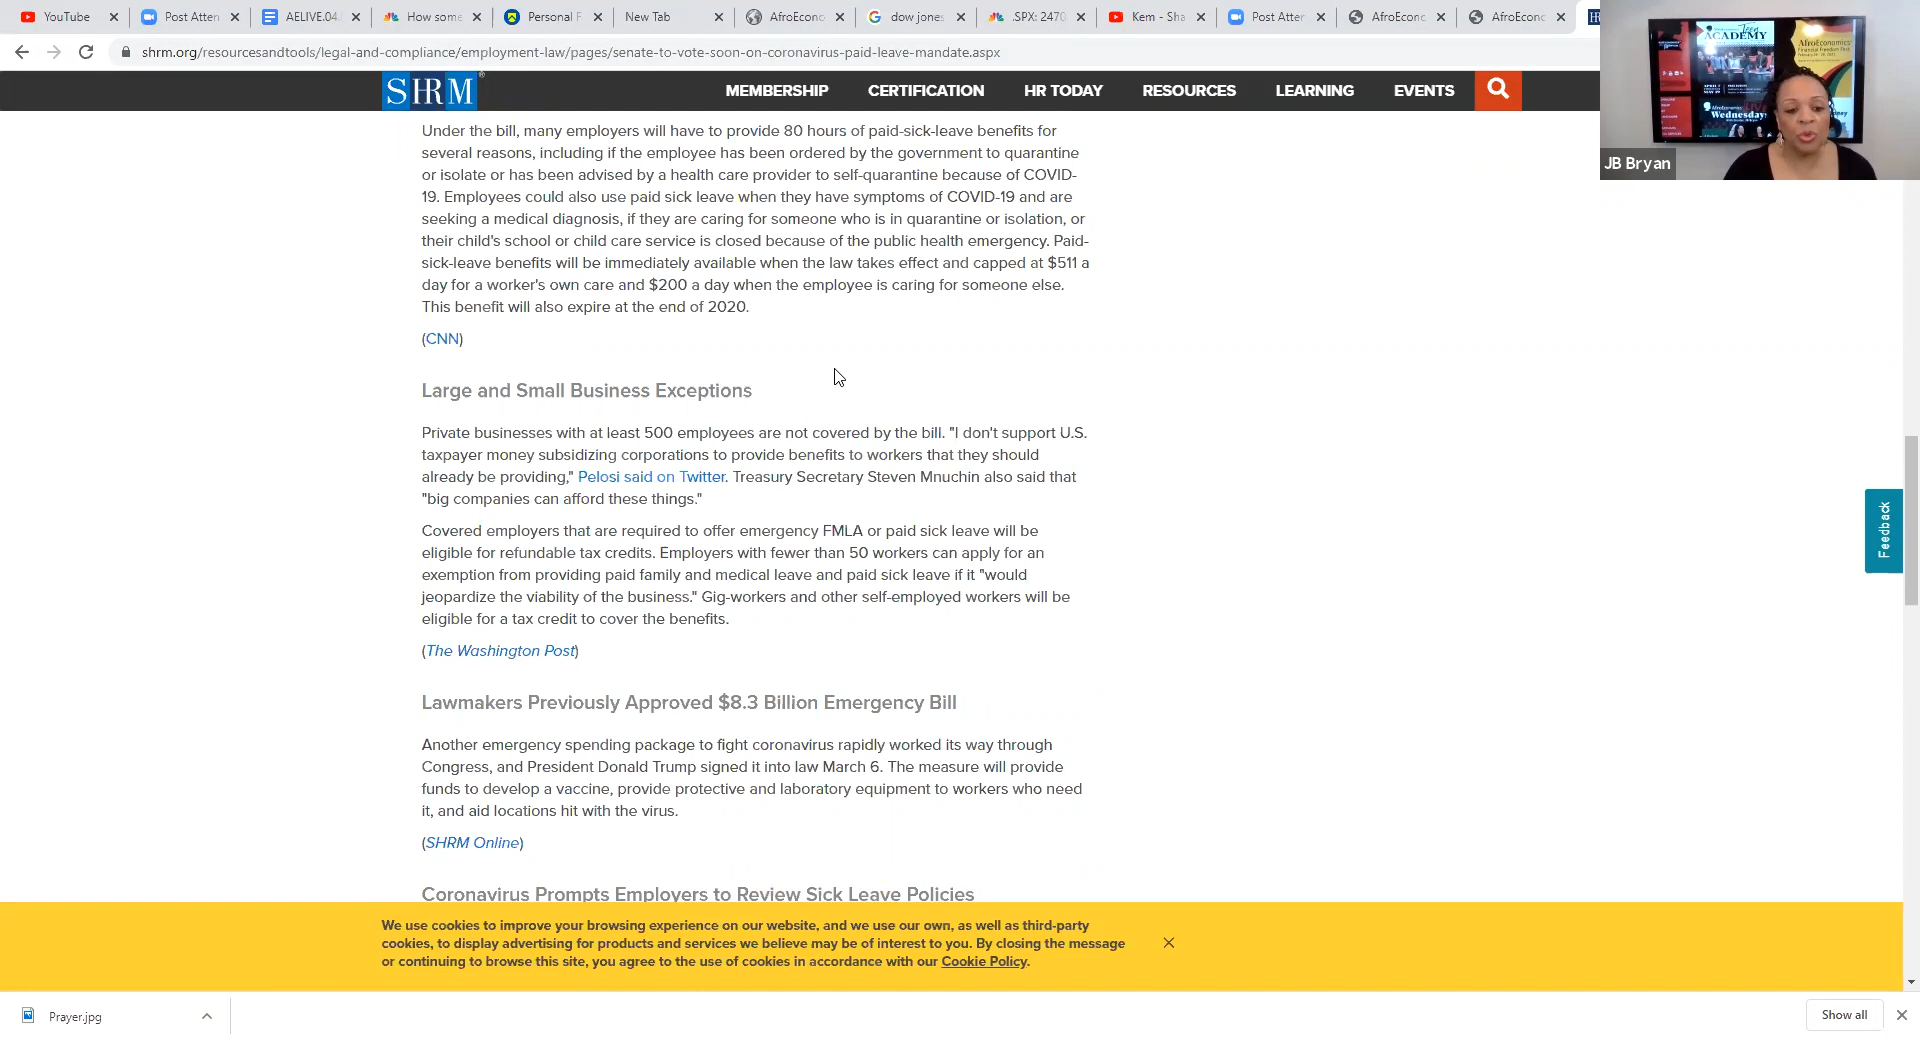 YouTube
Post Atten
AELIVE.04.
How some
Personal F
New Tab
AfroEcono
dow jones
.SPX: 2470
Kem - Sha
Post Atter
AfroEconc
AfroEconc
shrm.org/resourcesandtools/legal-and-compliance/employment-law/pages/senate-to-vote-soon-on-coronavirus-paid-leave-mandate.aspx
SHRM®
MEMBERSHIP CERTIFICATION HR TODAY RESOURCES LEARNING EVENTS
Teen
ACADEMY
AfroEconomics
Wednesday
JB Bryan
Under the bill, many employers will have to provide 80 hours of paid-sick-leave benefits for
several reasons, including if the employee has been ordered by the government to quarantine
or isolate or has been advised by a health care provider to self-quarantine because of COVID-
19. Employees could also use paid sick leave when they have symptoms of COVID-19 and are
seeking a medical diagnosis, if they are caring for someone who is in quarantine or isolation, or
their child's school or child care service is closed because of the public health emergency. Paid-
sick-leave benefits will be immediately available when the law takes effect and capped at $511 a
day for a worker's own care and $200 a day when the employee is caring for someone else.
This benefit will also expire at the end of 2020.
(CNN)
Large and Small Business Exceptions
Private businesses with at least 500 employees are not covered by the bill. "I don't support U.S.
taxpayer money subsidizing corporations to provide benefits to workers that they should
already be providing," Pelosi said on Twitter. Treasury Secretary Steven Mnuchin also said that
"big companies can afford these things."
Covered employers that are required to offer emergency FMLA or paid sick leave will be
eligible for refundable tax credits. Employers with fewer than 50 workers can apply for an
exemption from providing paid family and medical leave and paid sick leave if it "would
jeopardize the viability of the business." Gig-workers and other self-employed workers will be
eligible for a tax credit to cover the benefits.
(The Washington Post)
Lawmakers Previously Approved $8.3 Billion Emergency Bill
Another emergency spending package to fight coronavirus rapidly worked its way through
Congress, and President Donald Trump signed it into law March 6. The measure will provide
funds to develop a vaccine, provide protective and laboratory equipment to workers who need
it, and aid locations hit with the virus.
(SHRM Online)
Coronavirus Prompts Employers to Review Sick Leave Policies
Feedback
We use cookies to improve your browsing experience on our website, and we use our own, as well as third-party
cookies, to display advertising for products and services we believe may be of interest to you. By closing the message
or continuing to browse this site, you agree to the use of cookies in accordance with our Cookie Policy.
Prayer.jpg
Show all